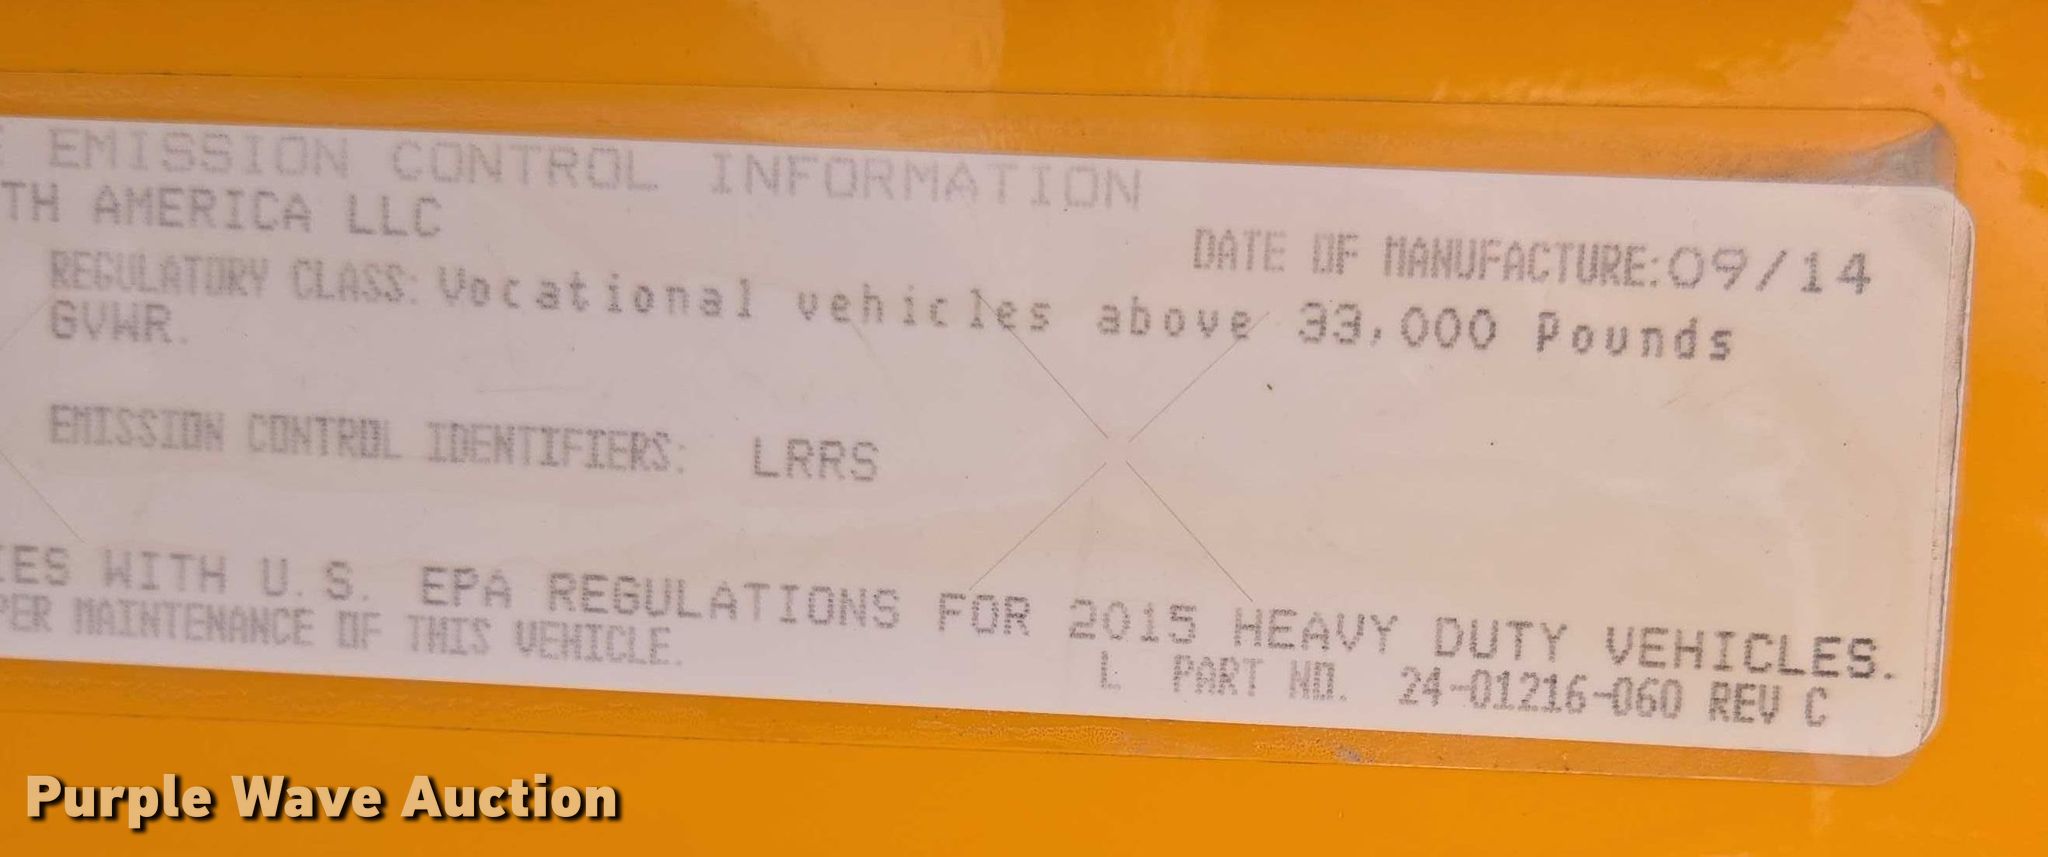 E EMISSION CONTROL INFORMATION
TH AMERICA LLC
DATE OF MANUFACTURE:09/14
REGULATORY CLASS: Vocational vehicles above 33,000 Pounds
GVWR.
EMISSION CONTROL IDENTIFIERS: LRRS
IES WITH U.S. EPA REGULATIONS FOR 2015 HEAVY DUTY VEHICLES.
PER MAINTENANCE OF THIS VEHICLE.
L PART NO. 24-01216-060 REV C
Purple Wave Auction